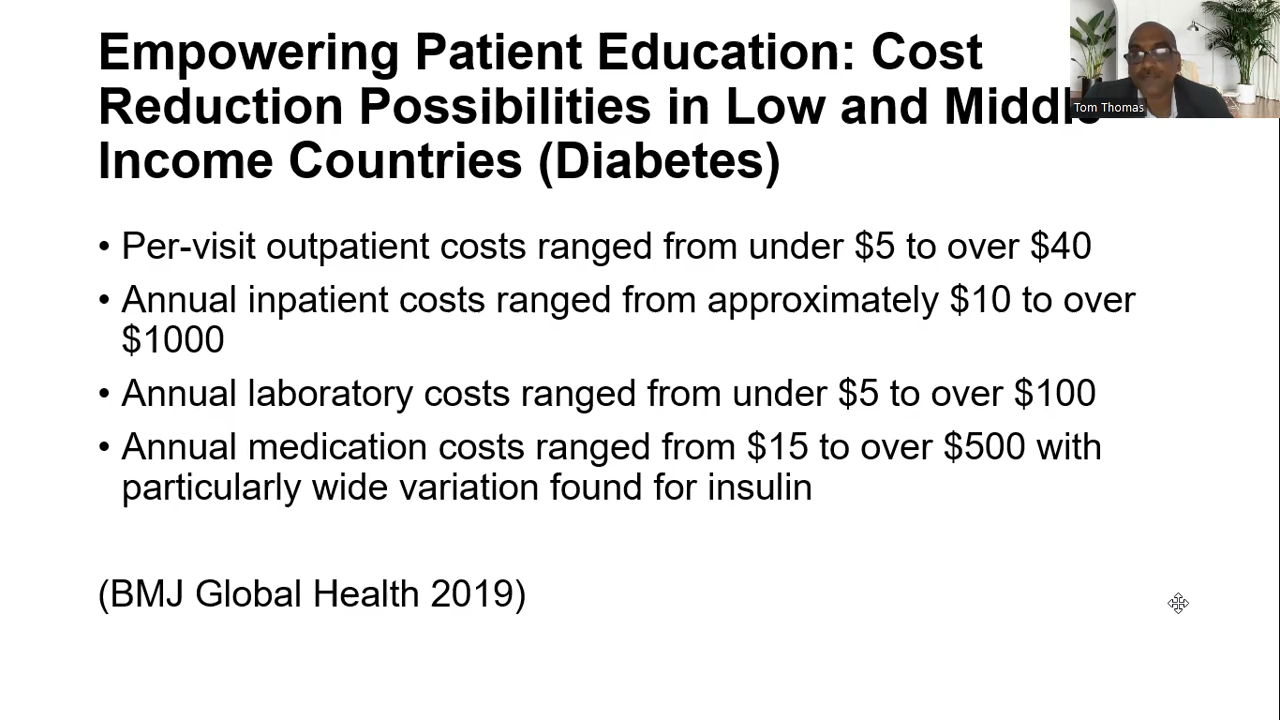 Empowering Patient Education: Cost
Reduction Possibilities in Low and Middle
Income Countries (Diabetes)
Tom Thomas
• Per-visit outpatient costs ranged from under $5 to over $40
• Annual inpatient costs ranged from approximately $10 to over
$1000
• Annual laboratory costs ranged from under $5 to over $100
• Annual medication costs ranged from $15 to over $500 with
particularly wide variation found for insulin
(BMJ Global Health 2019)